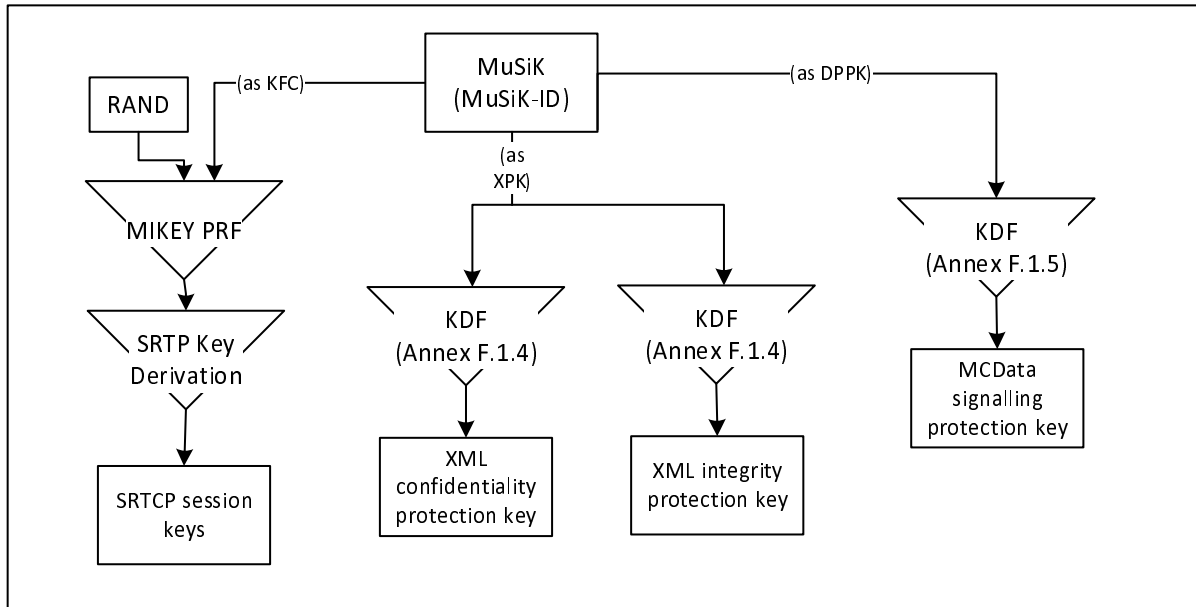 MuSiK
(MuSiK-ID)
(as KFC)
(as DPPK)
RAND
(as
XPK)
MIKEY PRF
KDF
(Annex F.1.5)
KDF
(Annex F.1.4)
KDF
(Annex F.1.4)
SRTP Key
Derivation
MCData
signalling
protection key
XML
confidentiality
protection key
XML integrity
protection key
SRTCP session
keys